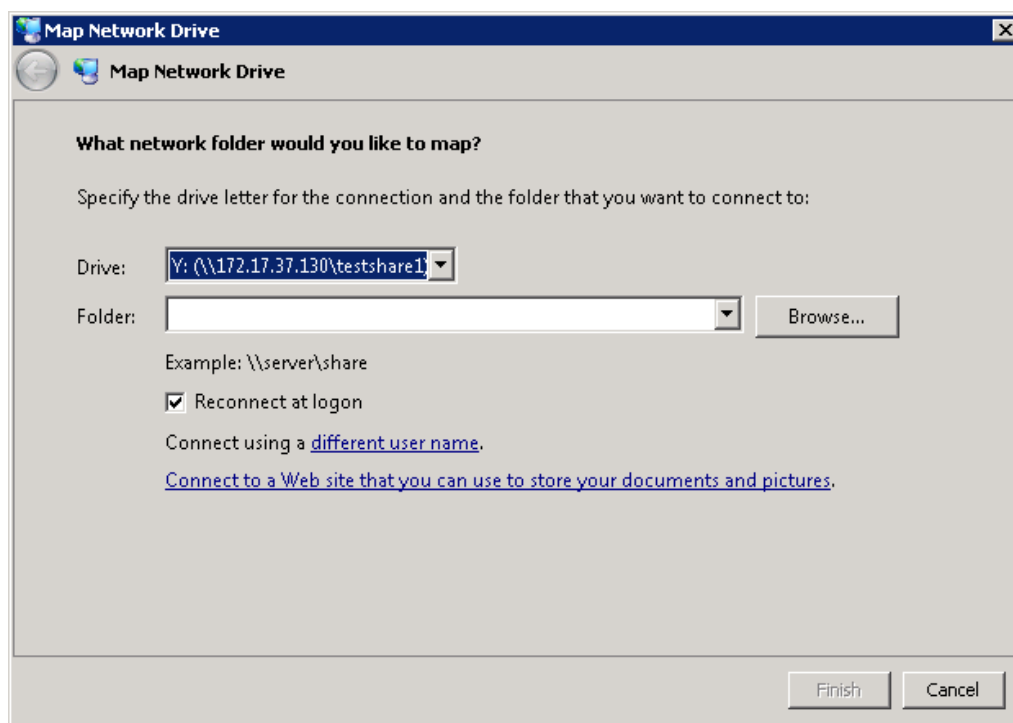 Map Network Drive
Map Network Drive
What network folder would you like to map?
Specify the drive letter for the connection and the folder that you want to connect to:
Drive: Y: (\\172.17.37.130\testshare1)
Folder: Browse...
Example: \\server\share
Reconnect at logon
Connect using a different user name.
Connect to a Web site that you can use to store your documents and pictures.
Finish Cancel